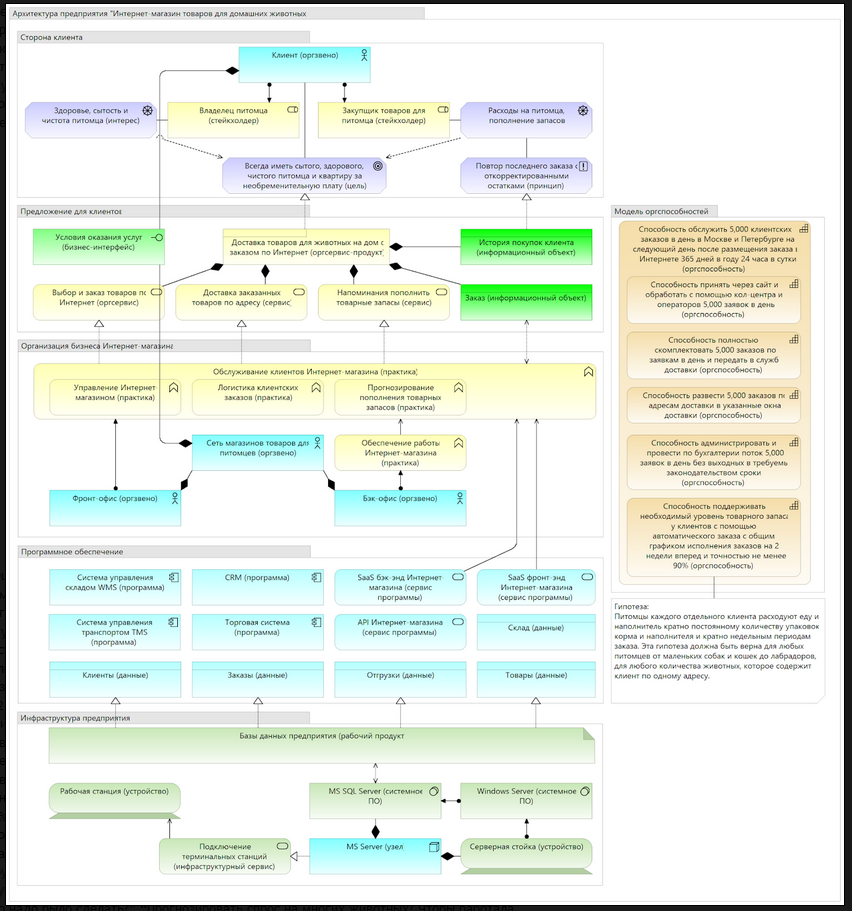 Архитектура предприятия "Интернет-магазин товаров для домашних животных
Сторона клиента
Клиент (оргзвено)
Здоровье, сытость и
чистота питомца (интерес)
Владелец питомца
(стейкхолдер)
Закупщик товаров для
питомца (стейкхолдер)
Расходы на питомца,
пополнение запасов
Всегда иметь сытого, здорового,
чистого питомца и квартиру за
необременительную плату (цель)
Повтор последнего заказа с
откорректированными
остатками (принцип)
Предложение для клиентов
Условия оказания услуг
(бизнес-интерфейс)
Доставка товаров для животных на дом с
заказом по Интернет (оргсервис-продукт)
История покупок клиента
(информационный объект)
Выбор и заказ товаров по
Интернет (оргсервис)
Доставка заказанных
товаров по адресу (сервис)
Напоминания пополнить
товарные запасы (сервис)
Заказ (информационный объект)
Организация бизнеса Интернет-магазина
Обслуживание клиентов Интернет-магазина (практика)
Управление Интернет-
магазином (практика)
Логистика клиентских
заказов (практика)
Прогнозирование
пополнения товарных
запасов (практика)
Сеть магазинов товаров для
питомцев (оргзвено)
Обеспечение работы
Интернет-магазина
(практика)
Фронт-офис (оргзвено)
Бэк-офис (оргзвено)
Программное обеспечение
Система управления
складом WMS (программа)
CRM (программа)
SaaS бэк-энд Интернет-
магазина (сервис
программы)
SaaS фронт-энд
Интернет-магазина
(сервис программы)
Система управления
транспортом TMS
(программа)
Торговая система
(программа)
API Интернет-магазина
(сервис программы)
Склад (данные)
Клиенты (данные)
Заказы (данные)
Отгрузки (данные)
Товары (данные)
Инфраструктура предприятия
Базы данных предприятия (рабочий продукт
Рабочая станция (устройство)
MS SQL Server (системное
ПО)
Windows Server (системное
ПО)
Подключение
терминальных станций
(инфраструктурный сервис)
MS Server (узел
Серверная стойка (устройство)
Модель оргспособностей
Способность обслужить 5,000 клиентских
заказов в день в Москве и Петербурге на
следующий день после размещения заказа в
Интернете 365 дней в году 24 часа в сутки
(оргспособность)
Способность принять через сайт и
обработать с помощью кол-центра и
операторов 5,000 заявок в день
(оргспособность)
Способность полностью
скомплектовать 5,000 заказов по
заявкам в день и передать в служб
доставки (оргспособность)
Способность развезти 5,000 заказов по
адресам доставки в указанные окна
доставки (оргспособность)
Способность администрировать и
провести по бухгалтерии поток 5,000
заявок в день без выходных в требуемь
законодательством сроки
(оргспособность)
Способность поддерживать
необходимый уровень товарного запаса
у клиентов с помощью
автоматического заказа с общим
графиком исполнения заказов на 2
недели вперед и точностью не менее
90% (оргспособность)
Гипотеза:
Питомцы каждого отдельного клиента расходуют еду и
наполнитель кратно постоянному количеству упаковок
корма и наполнителя и кратно недельным периодам
заказа. Эта гипотеза должна быть верна для любых
питомцев от маленьких собак и кошек до лабрадоров,
для любого количества животных, которое содержит
клиент по одному адресу.